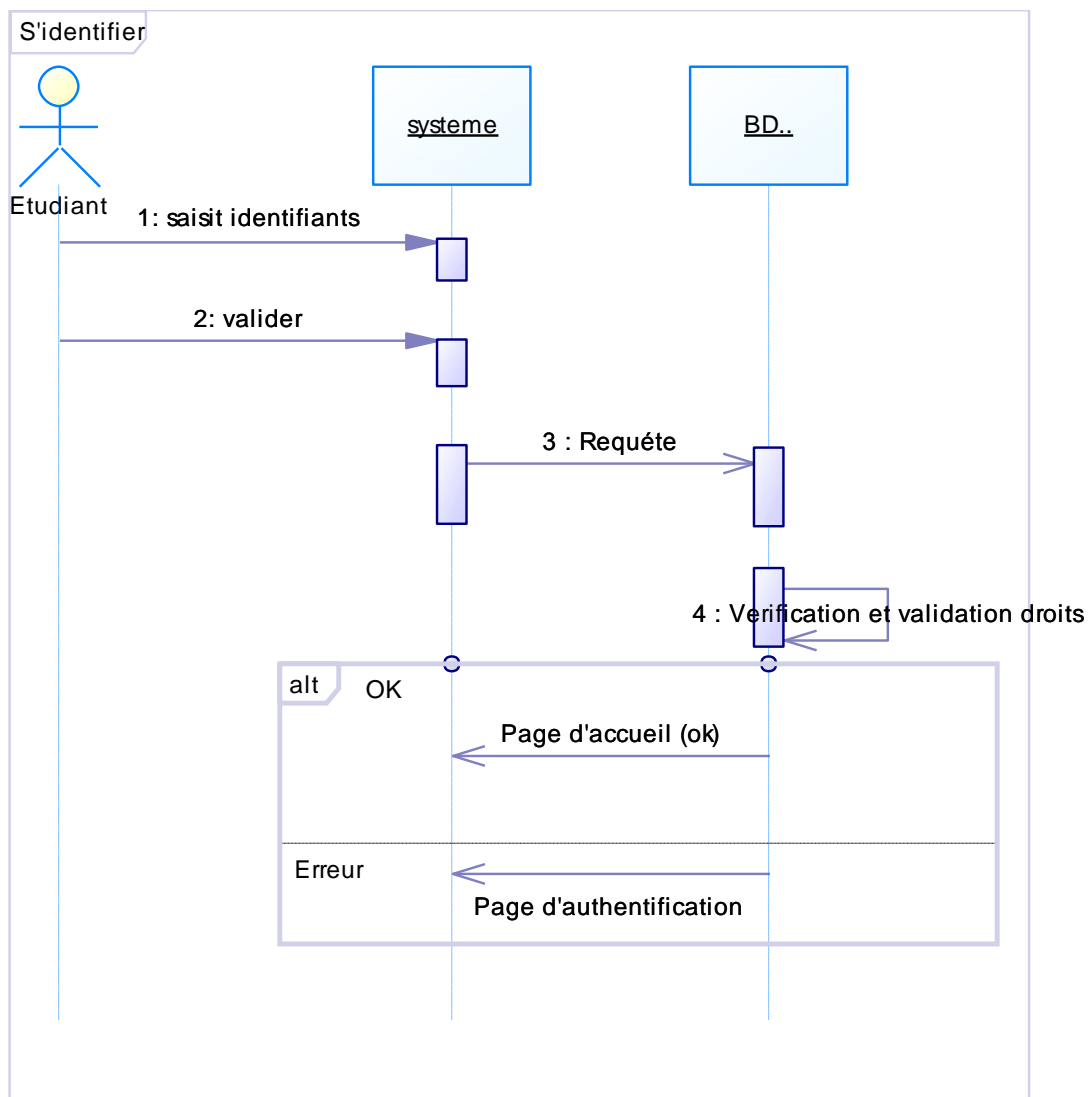 S'identifier
systeme
BD..
Etudiant
1: saisit identifiants
2: valider
3 : Requéte
4 : Verification et validation droits
alt
OK
Page d'accueil (ok)
Erreur
Page d'authentification